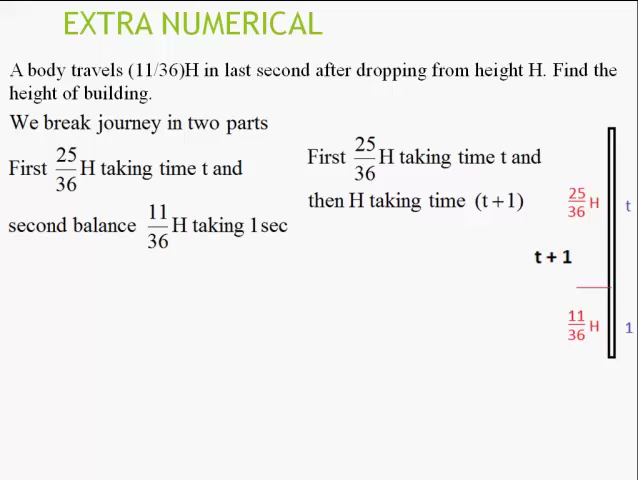 EXTRA NUMERICAL
A body travels (11/36)H in last second after dropping from height H. Find the
height of building.
We break journey in two parts
First 25/36 H taking time t and
second balance 11/36 H taking 1sec
First 25/36 H taking time t and
then H taking time (t+1)
25/36 H
t
t + 1
11/36 H
1